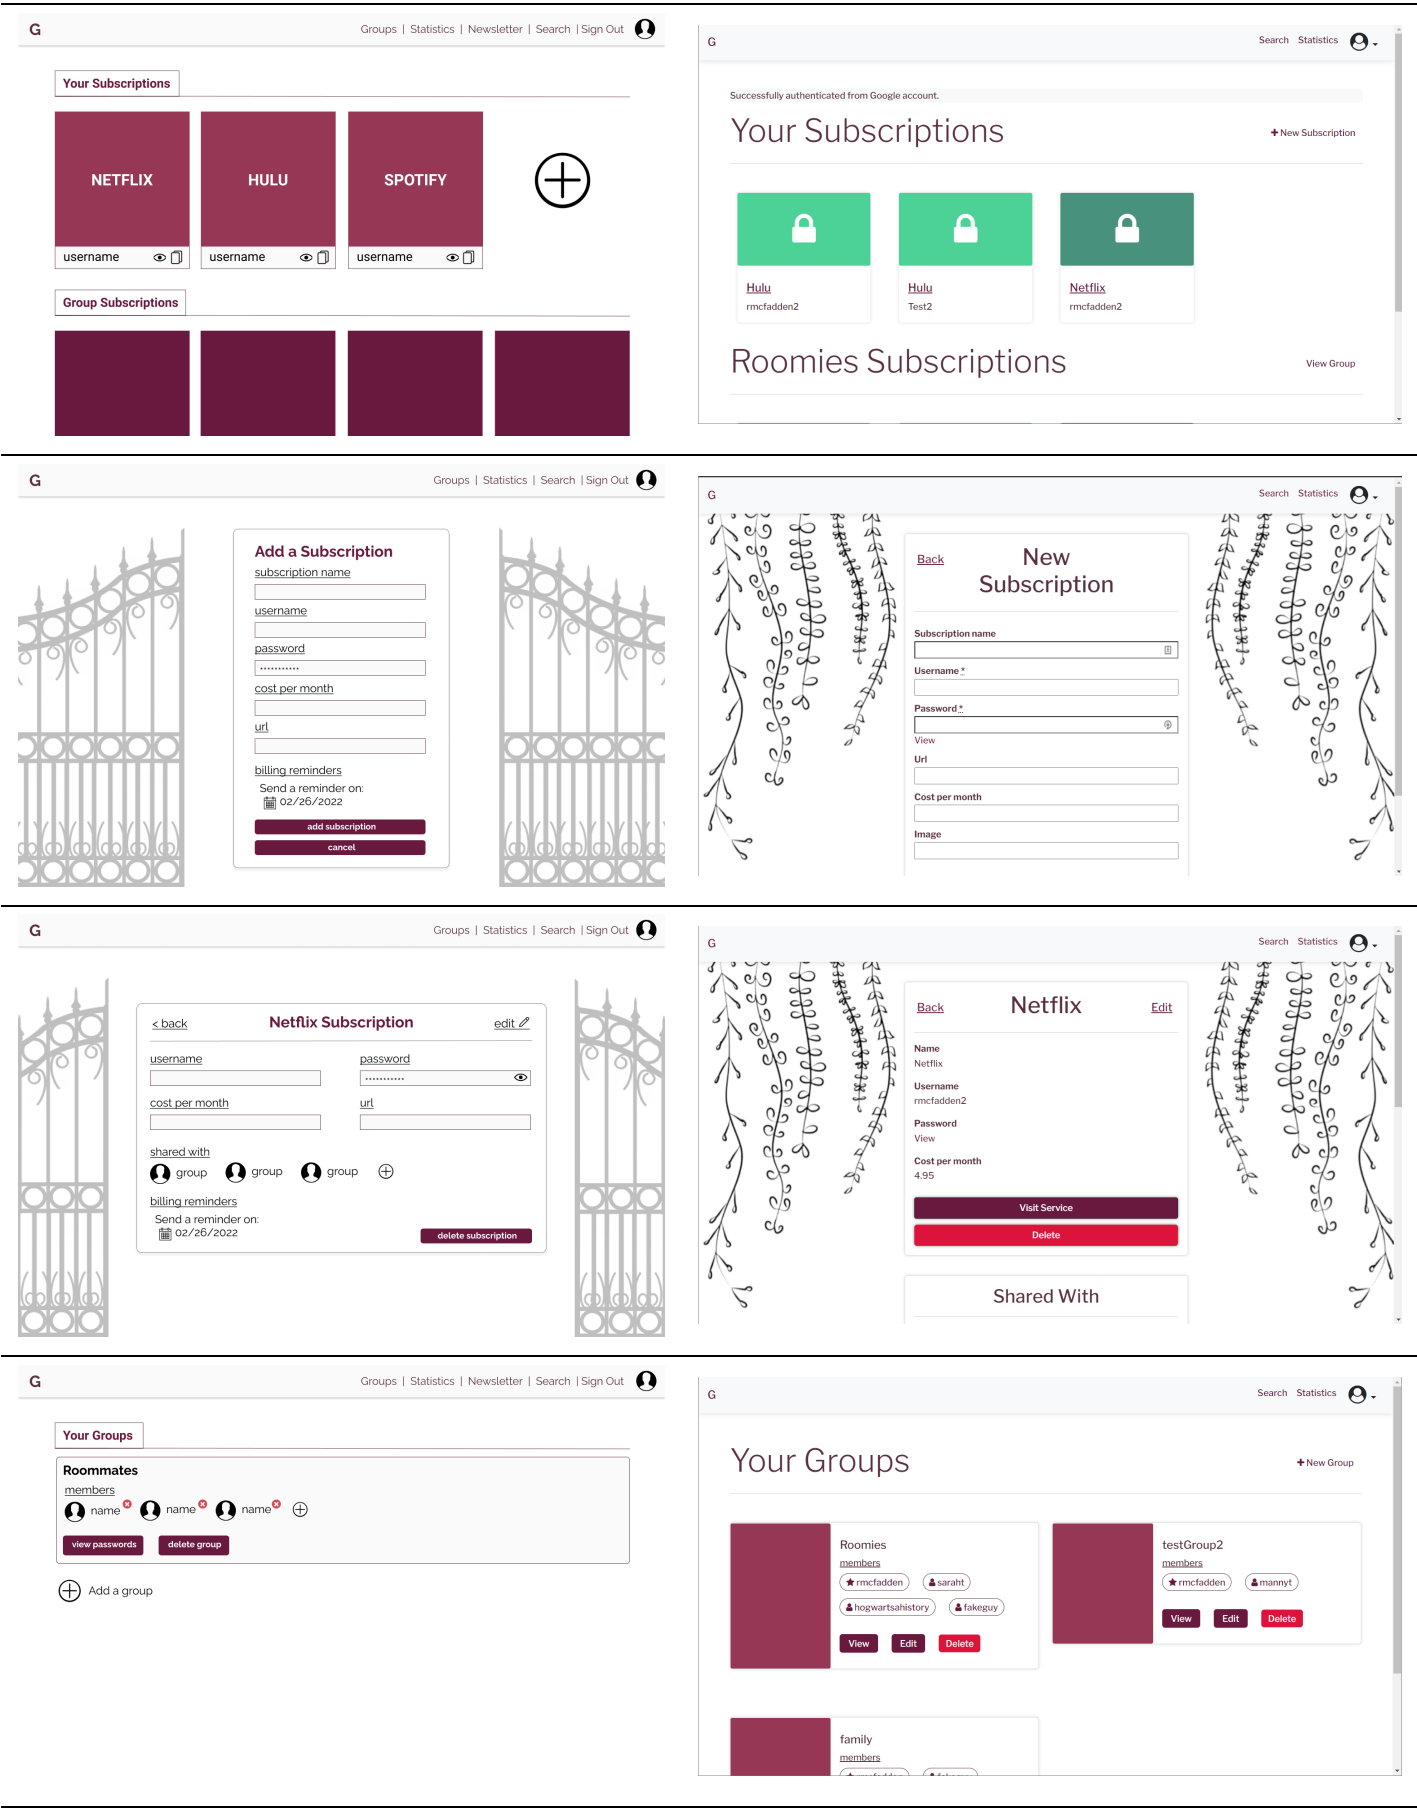 G
Groups | Statistics | Newsletter | Search | Sign Out
Your Subscriptions
NETFLIX
HULU
SPOTIFY
username
username
username
Group Subscriptions
G
Search Statistics
Successfully authenticated from Google account.
Your Subscriptions
+ New Subscription
Hulu
rmcfadden2
Hulu
Test2
Netflix
rmcfadden2
Roomies Subscriptions
View Group
G
Groups | Statistics | Search | Sign Out
Add a Subscription
subscription name
username
password
***********
cost per month
url
billing reminders
Send a reminder on:
02/26/2022
add subscription
cancel
G
Search Statistics
Back
New
Subscription
Subscription name
Username *
Password *
View
Url
Cost per month
Image
G
Groups | Statistics | Search | Sign Out
< back
Netflix Subscription
edit
username
password
***********
cost per month
url
shared with
group
group
group
billing reminders
Send a reminder on:
02/26/2022
delete subscription
G
Search Statistics
Back
Netflix
Edit
Name
Netflix
Username
rmcfadden2
Password
View
Cost per month
4.95
Visit Service
Delete
Shared With
G
Groups | Statistics | Newsletter | Search | Sign Out
Your Groups
Roommates
members
name
name
name
view passwords
delete group
Add a group
G
Search Statistics
Your Groups
+ New Group
Roomies
members
rmcfadden
saraht
hogwartsahistory
fakeguy
View
Edit
Delete
testGroup2
members
rmcfadden
mannyt
View
Edit
Delete
family
members